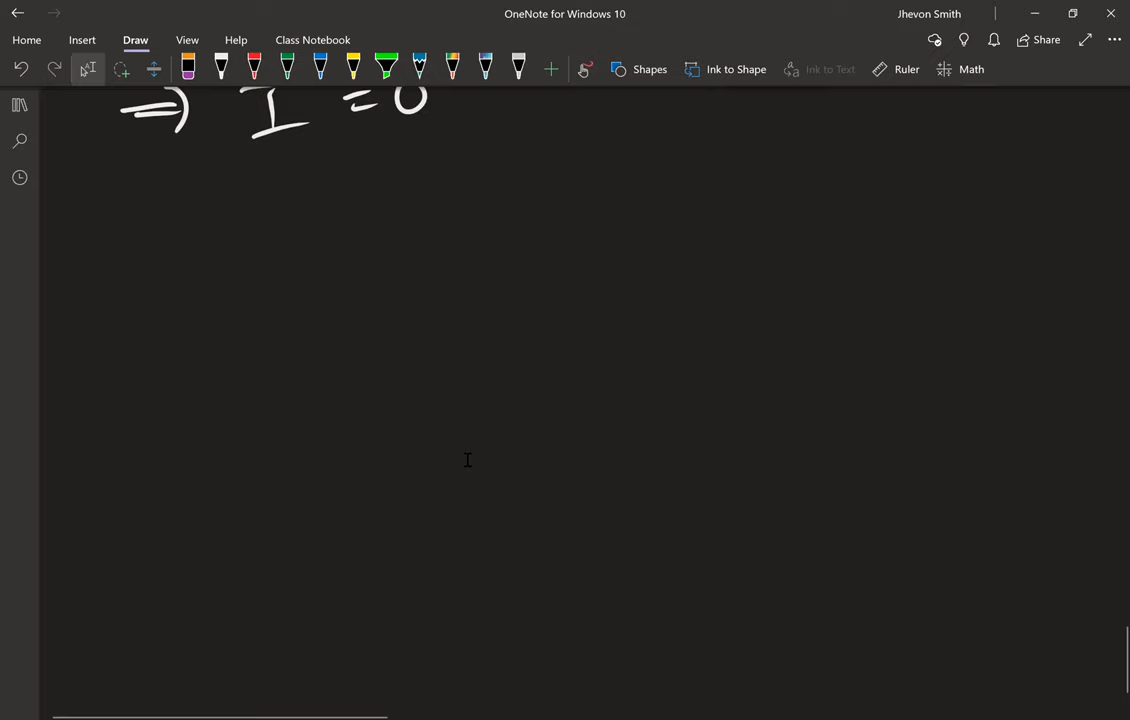 OneNote for Windows 10
Jhevon Smith
Home Insert Draw View Help Class Notebook
Share
Shapes Ink to Shape Ink to Text Ruler Math
⇒ I = 0